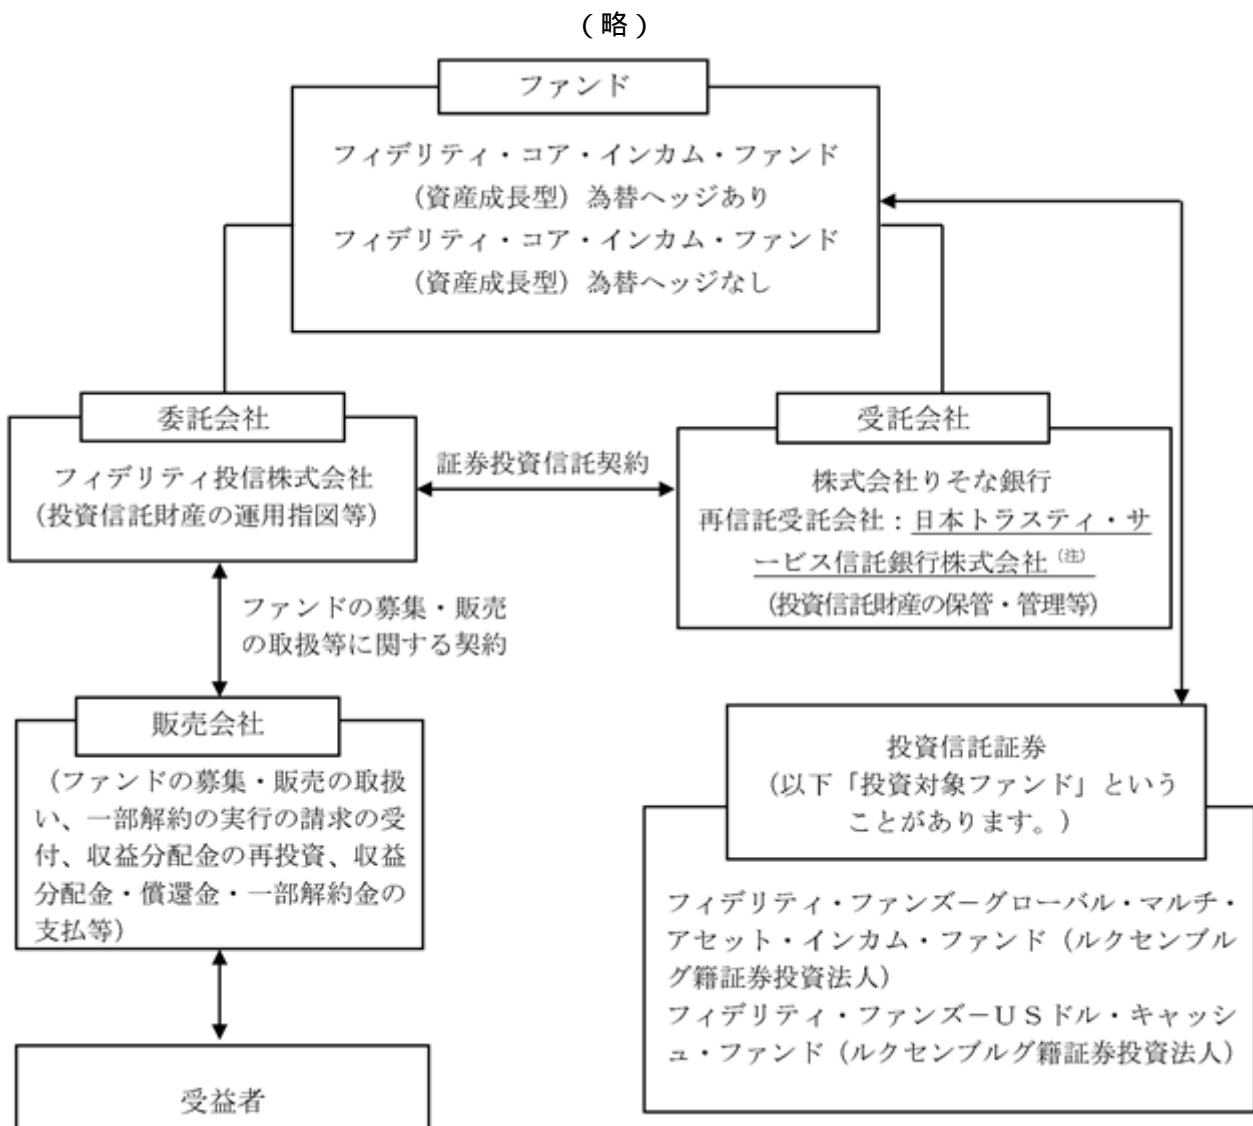 （略）
ファンド
フィデリティ・コア・インカム・ファンド
（資産成長型）為替ヘッジあり
フィデリティ・コア・インカム・ファンド
（資産成長型）為替ヘッジなし
委託会社
フィデリティ投信株式会社
（投資信託財産の運用指図等）
証券投資信託契約
受託会社
株式会社りそな銀行
再信託受託会社：日本トラスティ・サ
ービス信託銀行株式会社（注）
（投資信託財産の保管・管理等）
ファンドの募集・販売
の取扱等に関する契約
販売会社
（ファンドの募集・販売の取扱
い、一部解約の実行の請求の受
付、収益分配金の再投資、収益
分配金・償還金・一部解約金の
支払等）
投資信託証券
（以下「投資対象ファンド」という
ことがあります。）
フィデリティ・ファンズ－グローバル・マルチ・
アセット・インカム・ファンド（ルクセンブル
グ籍証券投資法人）
フィデリティ・ファンズ－ＵＳドル・キャッシ
ュ・ファンド（ルクセンブルグ籍証券投資法人）
受益者